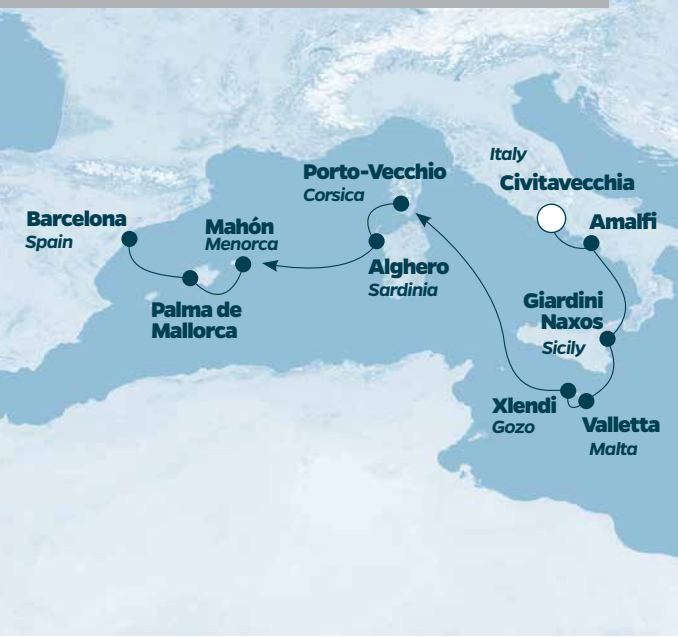 Italy
Civitavecchia
Porto-Vecchio
Corsica
Barcelona
Spain
Mahón
Menorca
Amalfi
Alghero
Sardinia
Palma de
Mallorca
Giardini
Naxos
Sicily
Xlendi
Gozo
Valletta
Malta